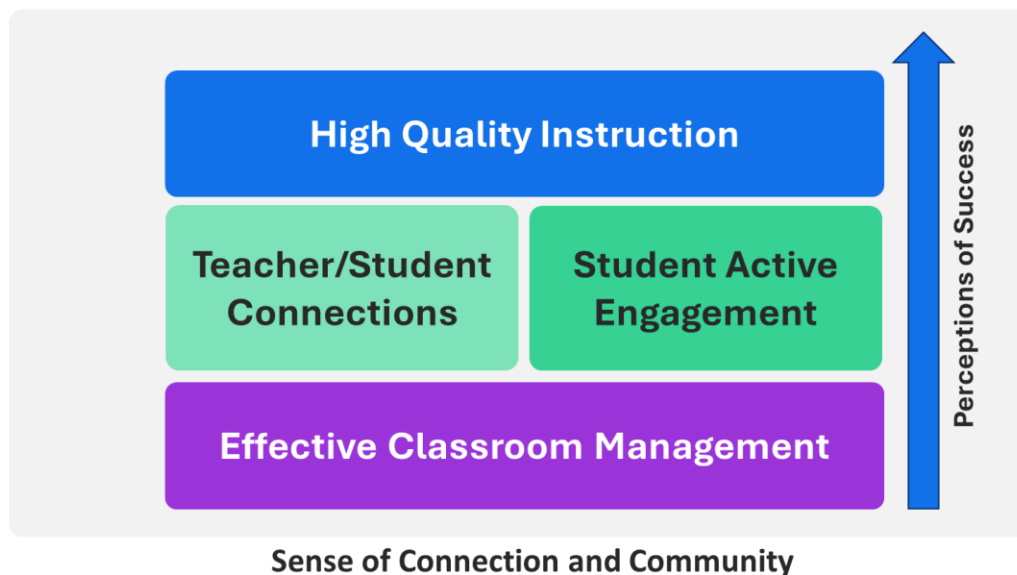 High Quality Instruction
Teacher/Student
Connections
Student Active
Engagement
Effective Classroom Management
Perceptions of Success
Sense of Connection and Community